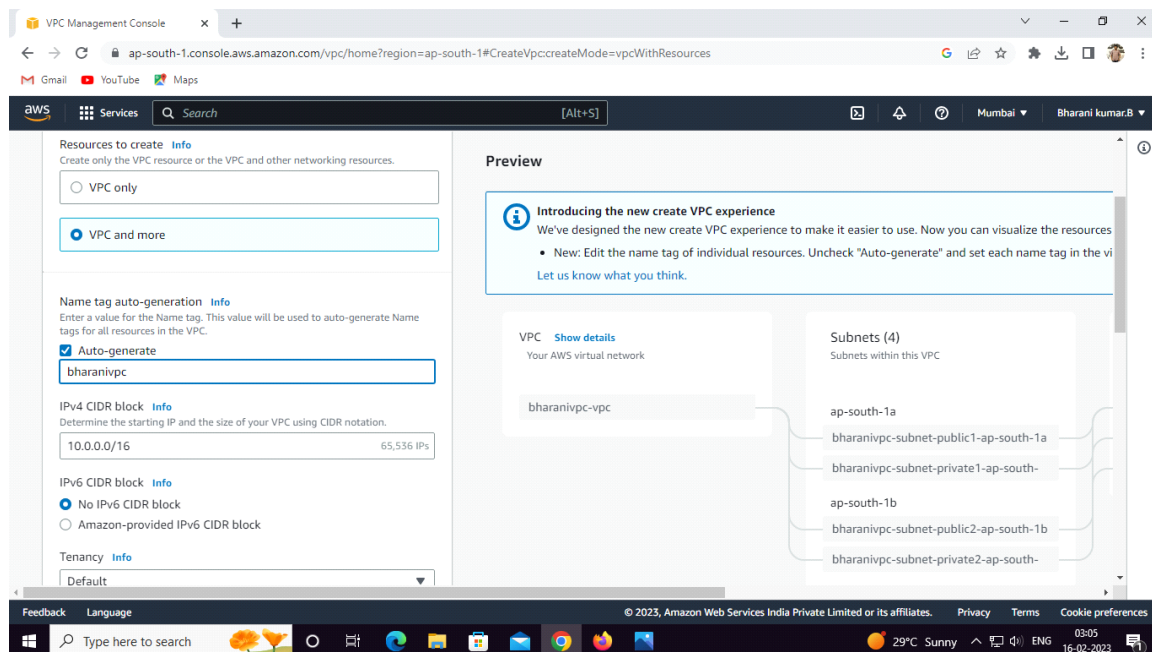 VPC Management Console
ap-south-1.console.aws.amazon.com/vpc/home?region=ap-south-1#CreateVpc:createMode=vpcWithResources
Gmail YouTube Maps
aws Services Search [Alt+S] Mumbai Bharani kumar.B
Resources to create Info
Create only the VPC resource or the VPC and other networking resources.
VPC only
VPC and more
Name tag auto-generation Info
Enter a value for the Name tag. This value will be used to auto-generate Name
tags for all resources in the VPC.
Auto-generate
bharanivpc
IPv4 CIDR block Info
Determine the starting IP and the size of your VPC using CIDR notation.
10.0.0.0/16 65,536 IPs
IPv6 CIDR block Info
No IPv6 CIDR block
Amazon-provided IPv6 CIDR block
Tenancy Info
Default
Preview
Introducing the new create VPC experience
We've designed the new create VPC experience to make it easier to use. Now you can visualize the resources
• New: Edit the name tag of individual resources. Uncheck "Auto-generate" and set each name tag in the vi
Let us know what you think.
VPC Show details
Your AWS virtual network
bharanivpc-vpc
Subnets (4)
Subnets within this VPC
ap-south-1a
bharanivpc-subnet-public1-ap-south-1a
bharanivpc-subnet-private1-ap-south-
ap-south-1b
bharanivpc-subnet-public2-ap-south-1b
bharanivpc-subnet-private2-ap-south-
Feedback Language © 2023, Amazon Web Services India Private Limited or its affiliates. Privacy Terms Cookie preferences
Type here to search 29°C Sunny ENG 03:05
16-02-2023